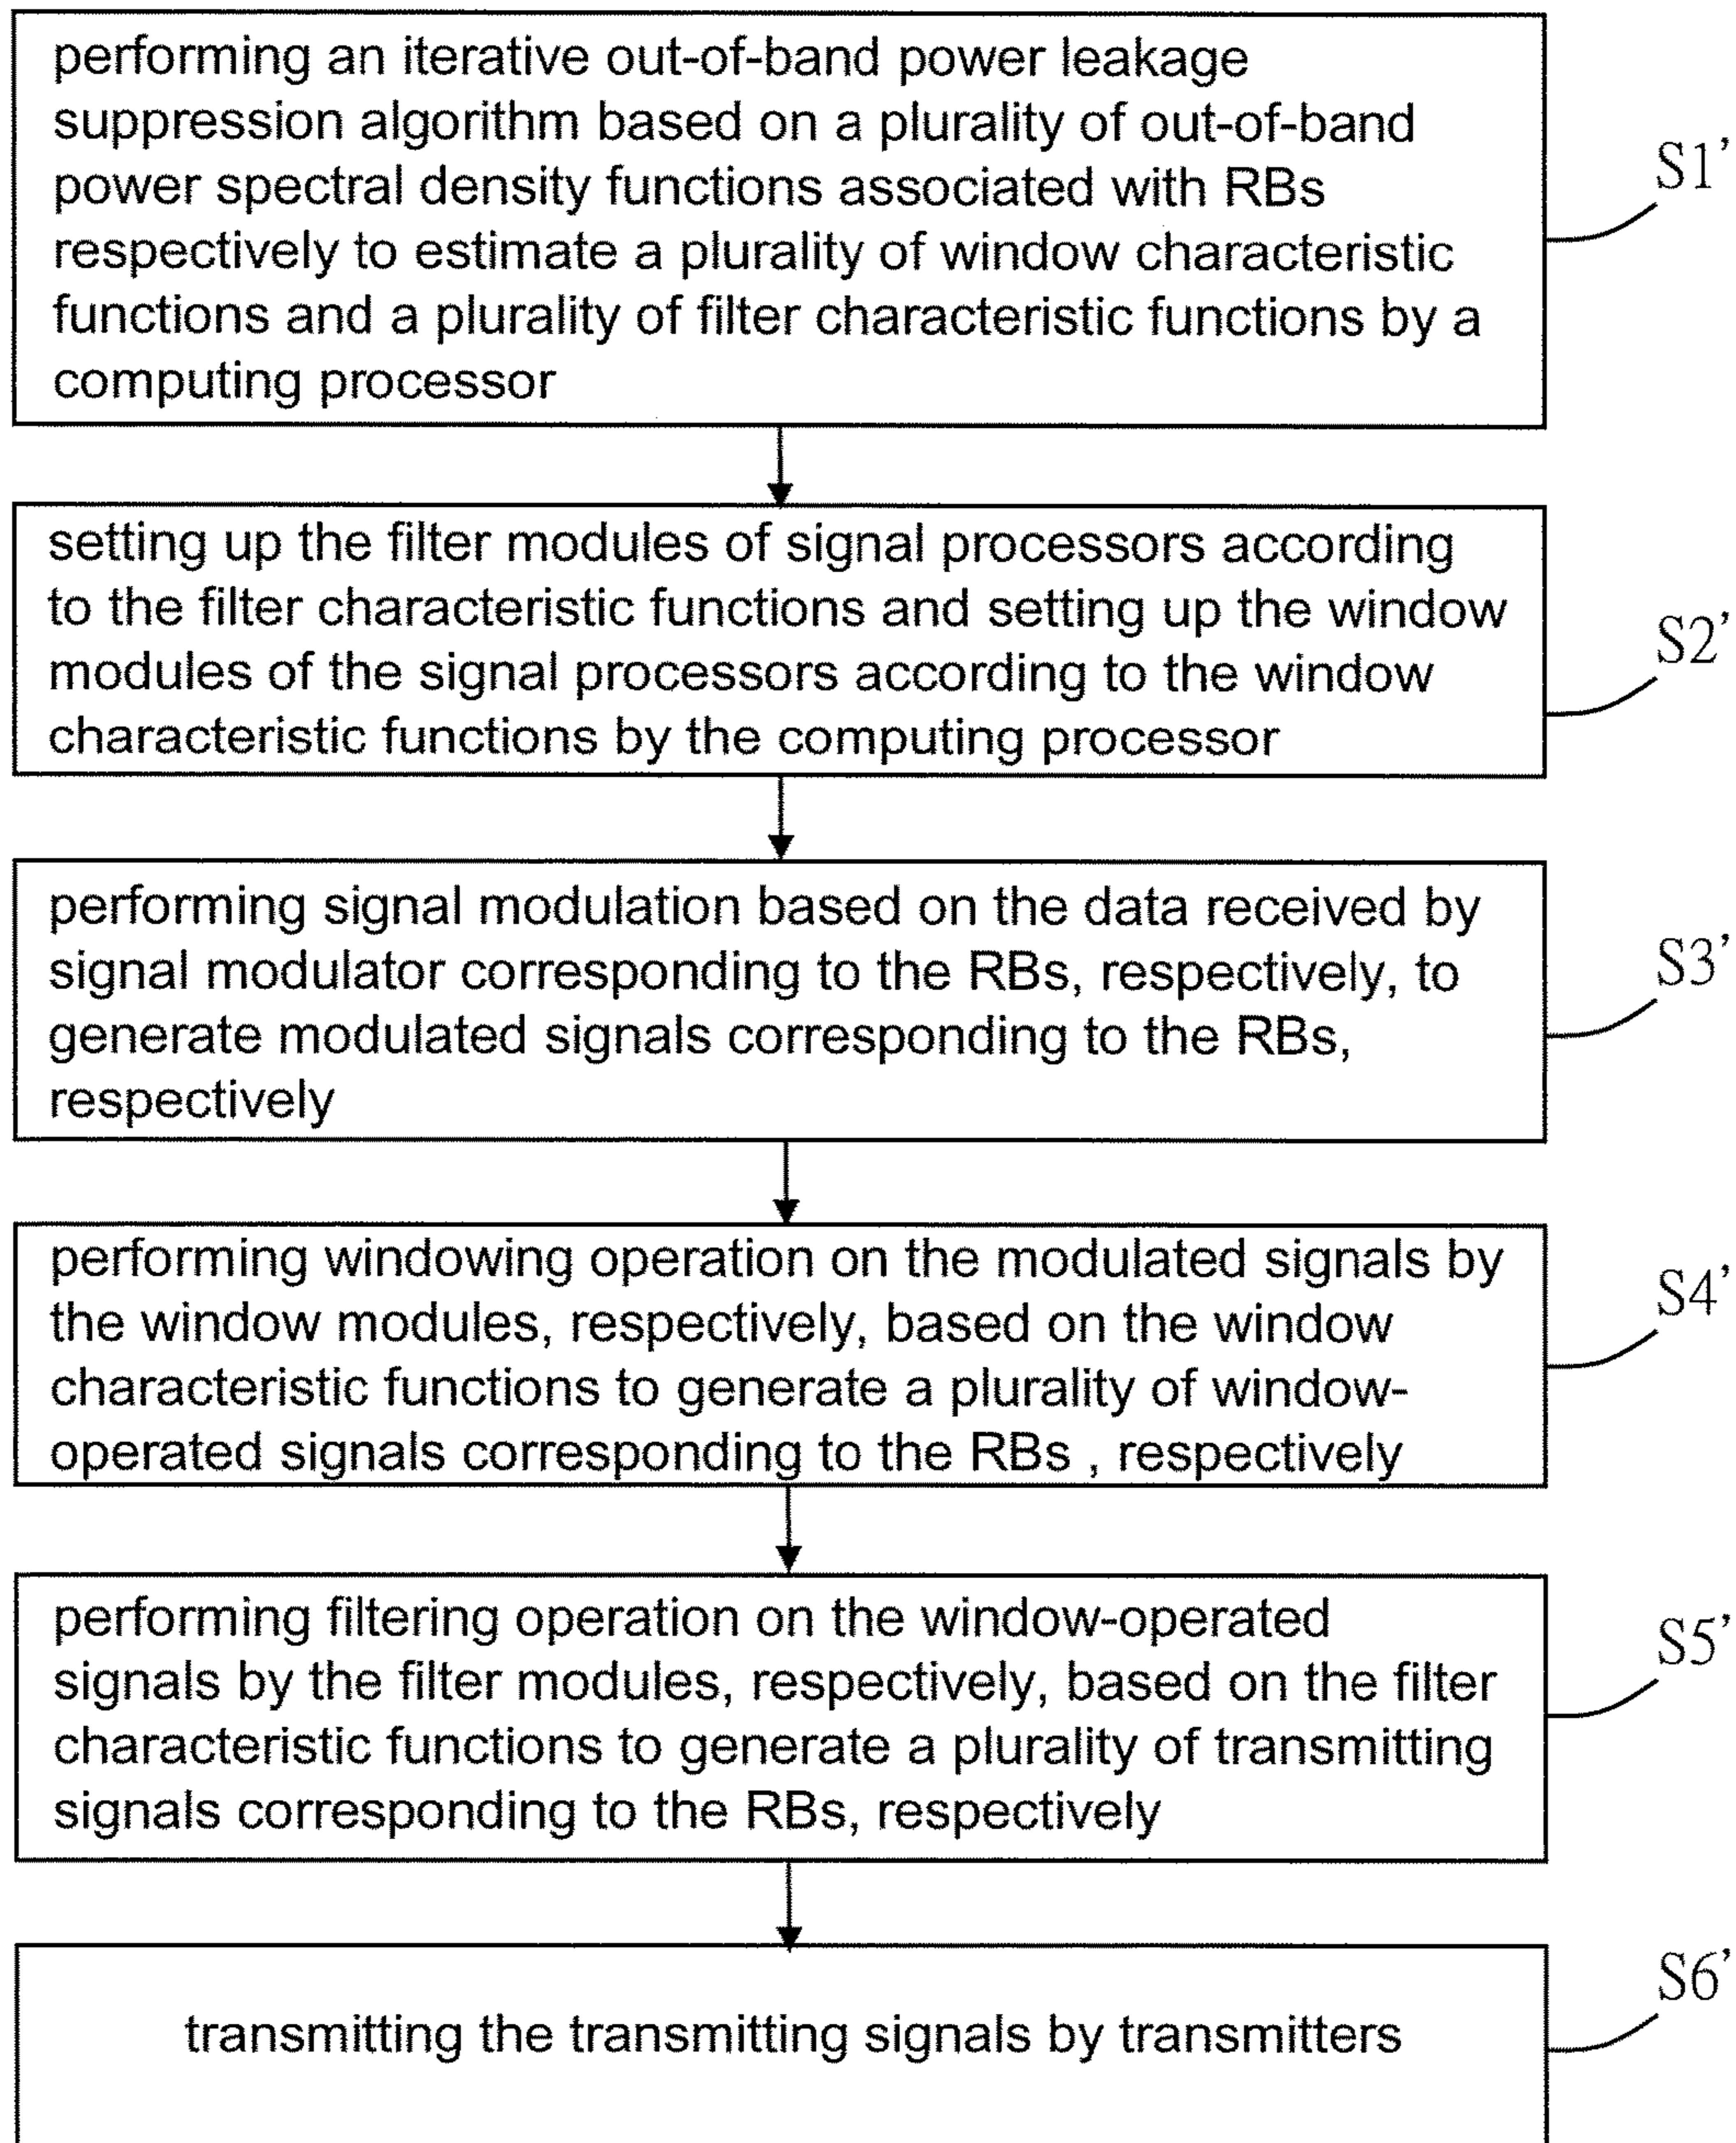 performing an iterative out-of-band power leakage
suppression algorithm based on a plurality of out-of-band
power spectral density functions associated with RBs
respectively to estimate a plurality of window characteristic
functions and a plurality of filter characteristic functions by a
computing processor
S1’
setting up the filter modules of signal processors according
to the filter characteristic functions and setting up the window
modules of the signal processors according to the window
characteristic functions by the computing processor
S2’
performing signal modulation based on the data received by
signal modulator corresponding to the RBs, respectively, to
generate modulated signals corresponding to the RBs,
respectively
S3’
performing windowing operation on the modulated signals by
the window modules, respectively, based on the window
characteristic functions to generate a plurality of window-
operated signals corresponding to the RBs , respectively
S4’
performing filtering operation on the window-operated
signals by the filter modules, respectively, based on the filter
characteristic functions to generate a plurality of transmitting
signals corresponding to the RBs, respectively
S5’
transmitting the transmitting signals by transmitters
S6’